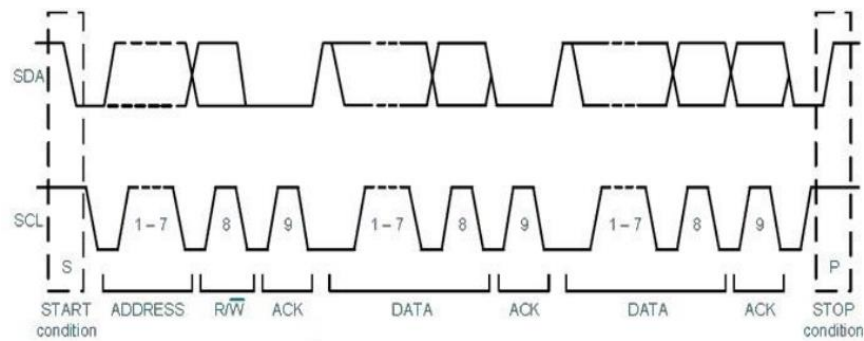 SDA
SCL
1 – 7
8
9
1 – 7
8
9
1 – 7
8
9
S
P
START
condition
ADDRESS
R/W̅
ACK
DATA
ACK
DATA
ACK
STOP
condition